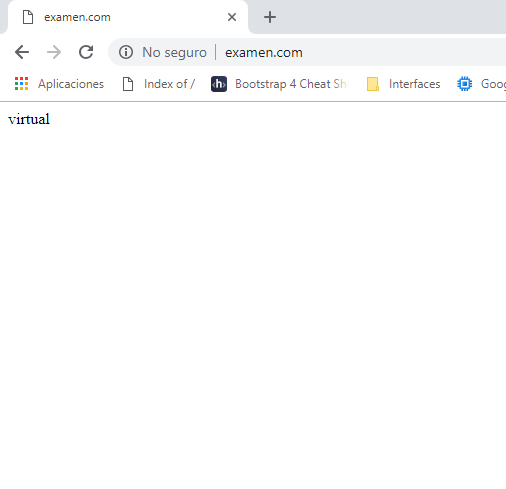 examen.com
No seguro examen.com
Aplicaciones Index of / h Bootstrap 4 Cheat Sh Interfaces Goog
virtual